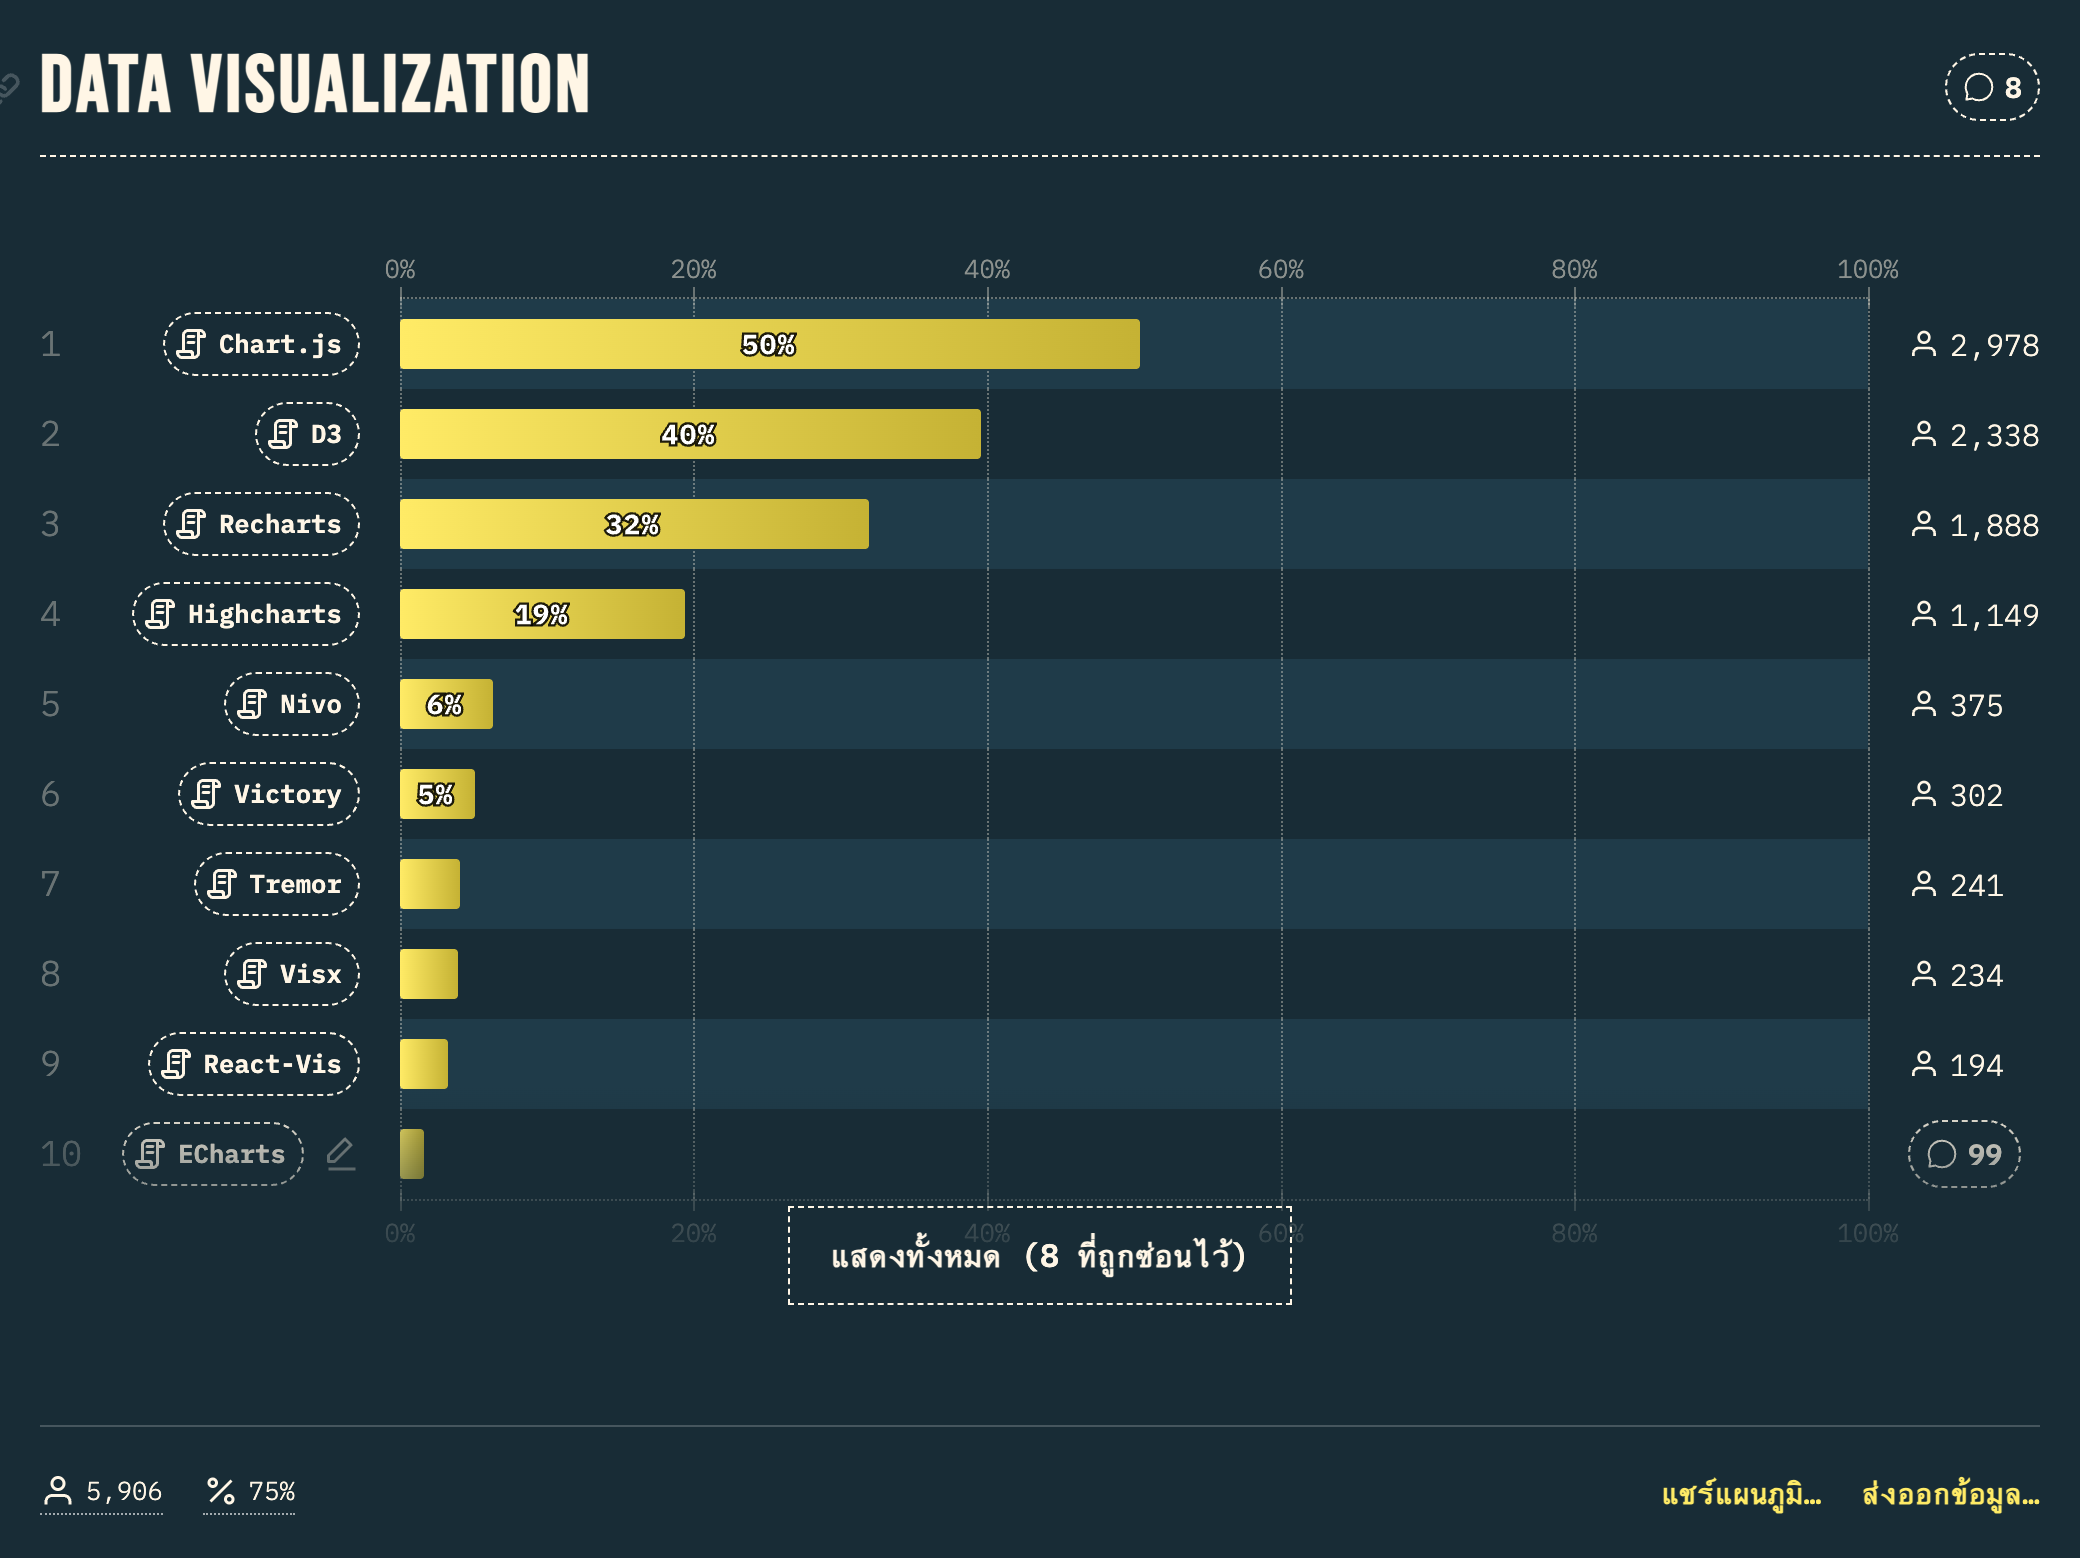 DATA VISUALIZATION
8
0% 20% 40% 60% 80% 100%
1 Chart.js 50% 2,978
2 D3 40% 2,338
3 Recharts 32% 1,888
4 Highcharts 19% 1,149
5 Nivo 6% 375
6 Victory 5% 302
7 Tremor 241
8 Visx 234
9 React-Vis 194
10 ECharts 99
0% 20% 40% 60% 80% 100%
แสดงทั้งหมด (8 ที่ถูกซ่อนไว้)
5,906 75% แชร์แผนภูมิ… ส่งออกข้อมูล…